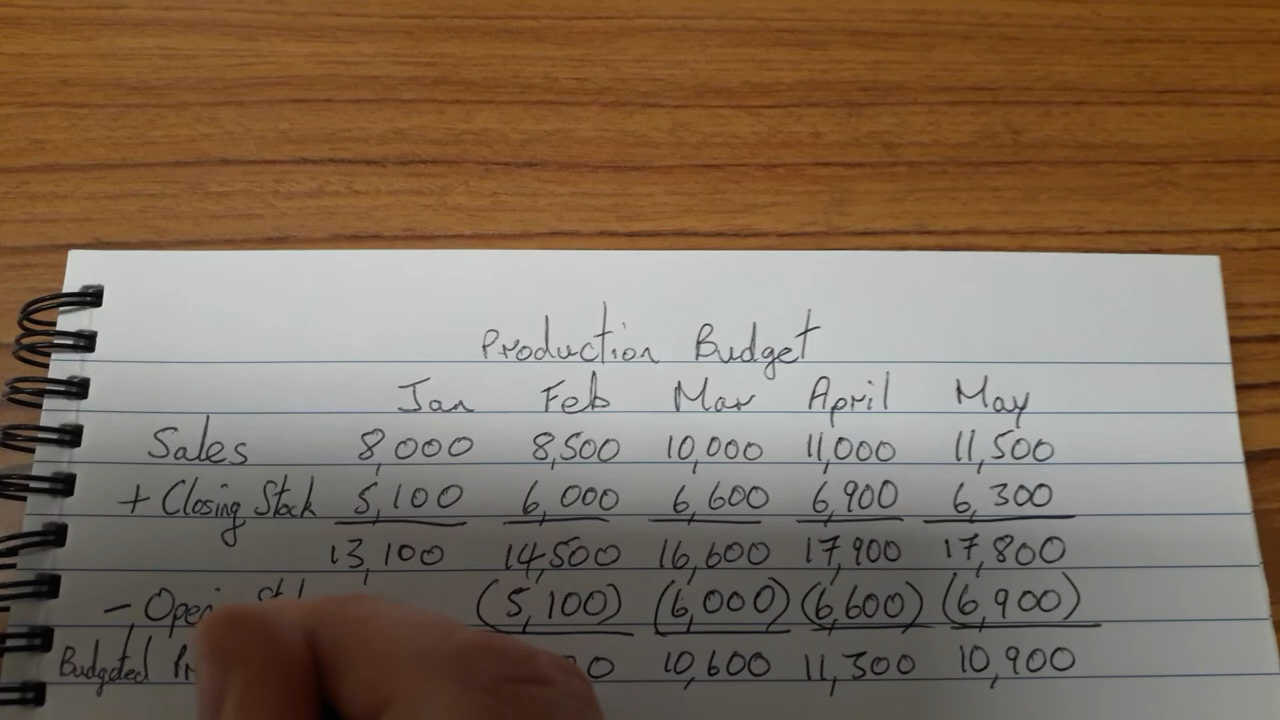 Production Budget
Jan Feb Mar April May
Sales 8,000 8,500 10,000 11,000 11,500
+ Closing Stock 5,100 6,000 6,600 6,900 6,300
13,100 14,500 16,600 17,900 17,800
- (5,100) (6,000) (6,600) (6,900)
Budgeted 10,600 11,300 10,900